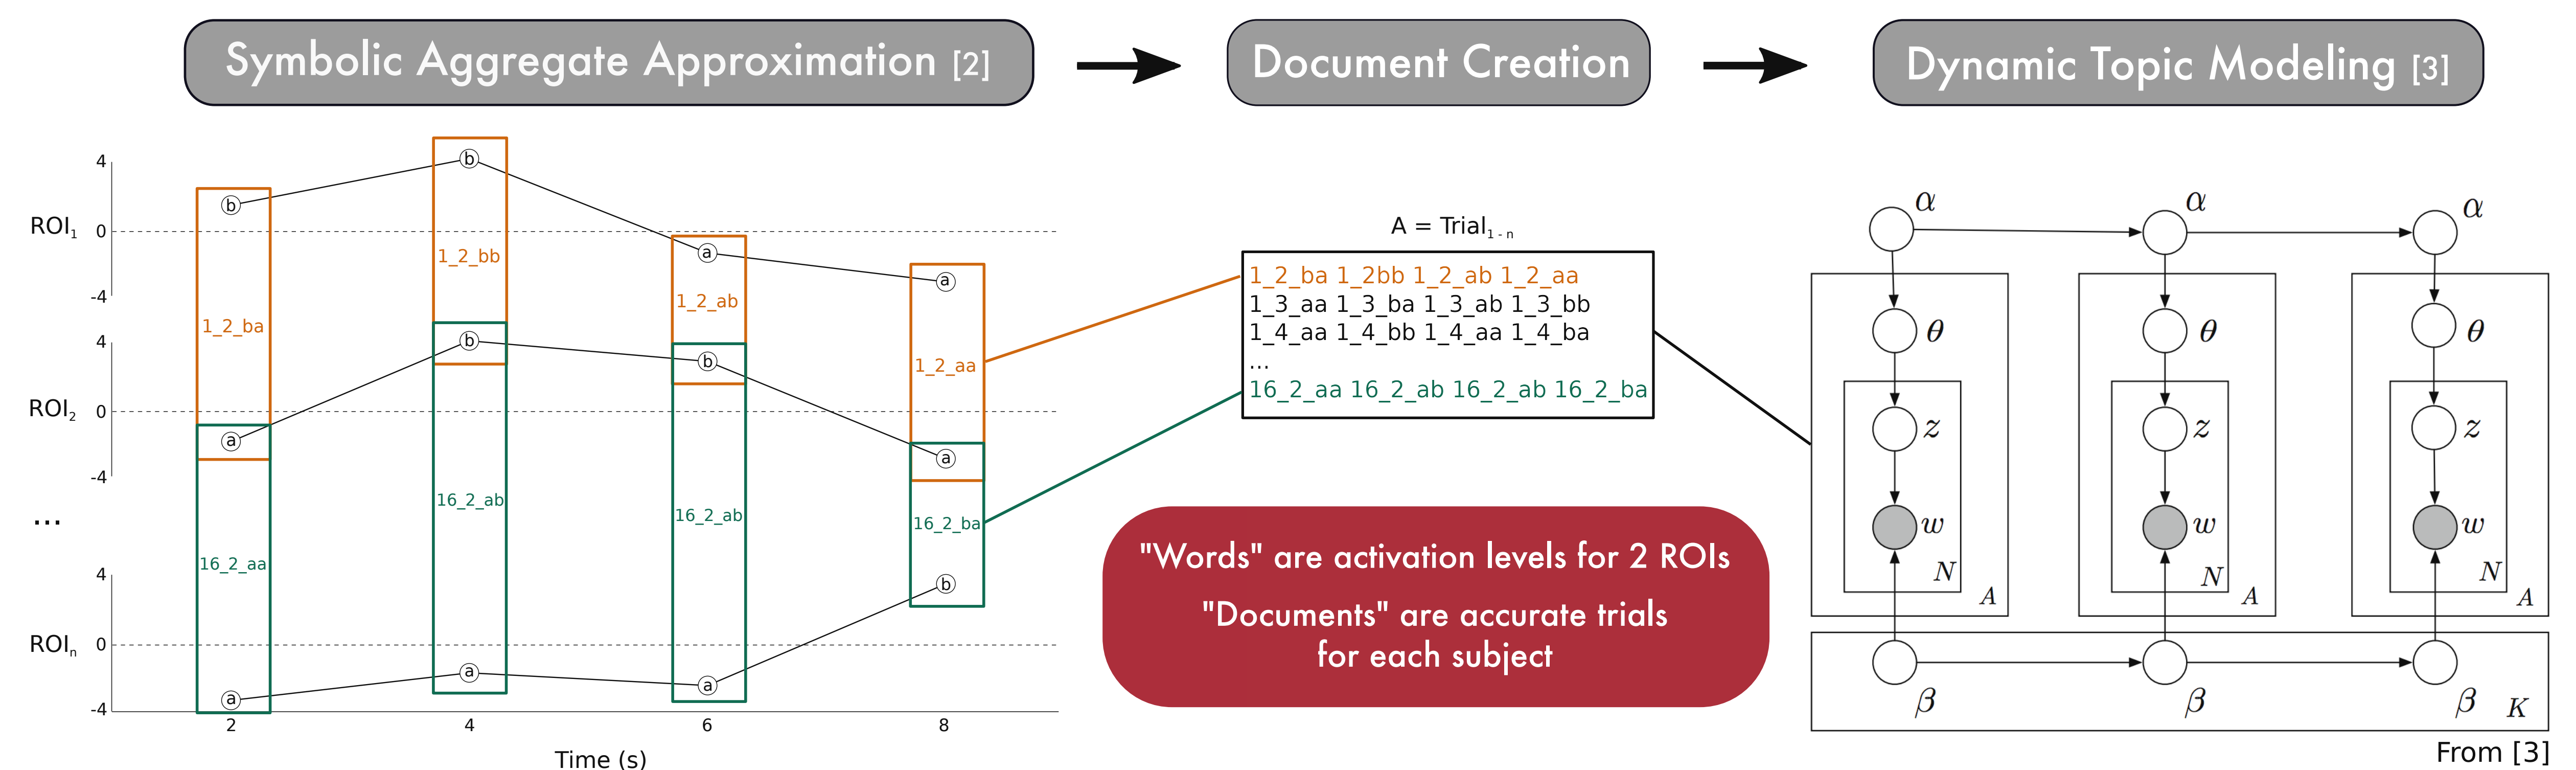 Symbolic Aggregate Approximation [2]
Document Creation
Dynamic Topic Modeling [3]
4
ROI1
0
-4
4
ROI2
0
-4
...
4
ROIn
0
-4
b
b
a
a
a
b
b
a
a
a
a
b
1_2_ba
1_2_bb
1_2_ab
1_2_aa
16_2_aa
16_2_ab
16_2_ab
16_2_ba
2
4
6
8
Time (s)
A = Trial1 - n
1_2_ba 1_2bb 1_2_ab 1_2_aa
1_3_aa 1_3_ba 1_3_ab 1_3_bb
1_4_aa 1_4_bb 1_4_aa 1_4_ba
...
16_2_aa 16_2_ab 16_2_ab 16_2_ba
"Words" are activation levels for 2 ROIs
"Documents" are accurate trials
for each subject
α
α
α
θ
θ
θ
z
z
z
w
w
w
N
N
N
A
A
A
β
β
β
K
From [3]